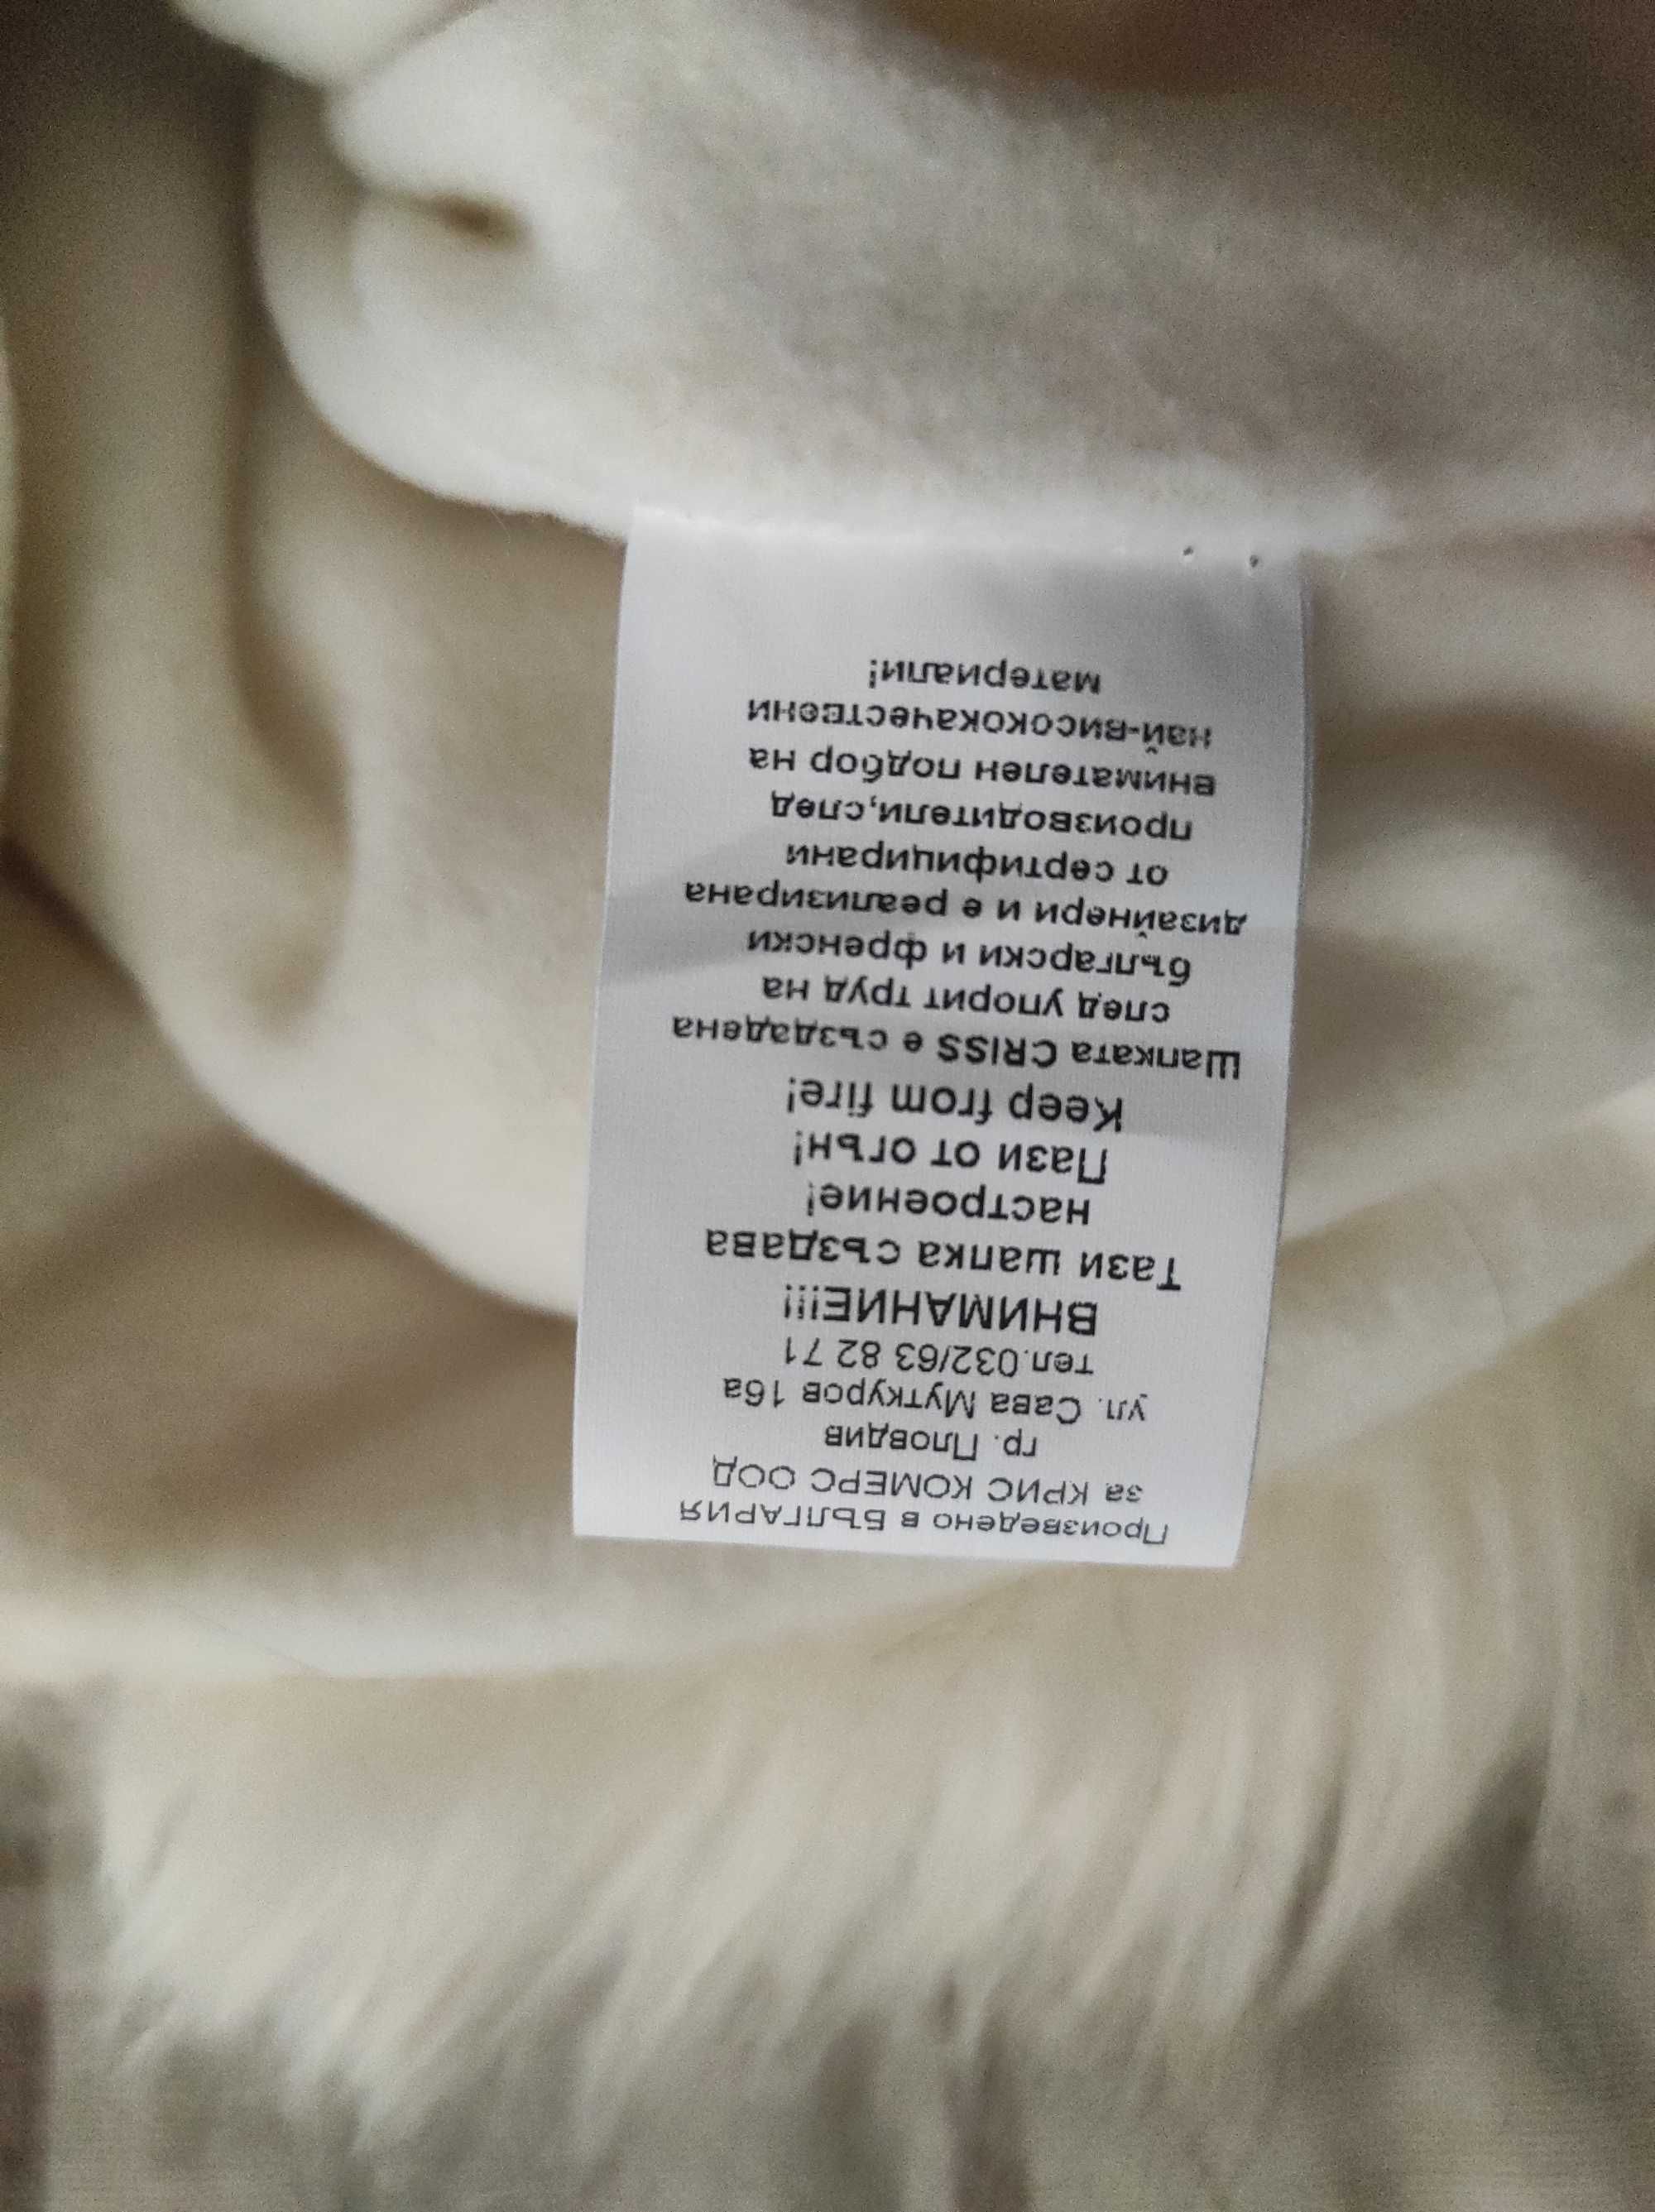 Произведено в БЪЛГАРИЯ
за КРИС КОМЕРС ООД
гр. Пловдив
ул. Сава Муткуров 16а
тел.032/63 82 71
ВНИМАНИЕ!!!
Тази шапка създава
настроение!
Пази от огън!
Keep from fire!
Шапката CRISS е създадена
след упорит труд на
български и френски
дизайнери и е реализирана
от сертифицирани
производители,след
внимателен подбор на
най-висококачествени
материали!